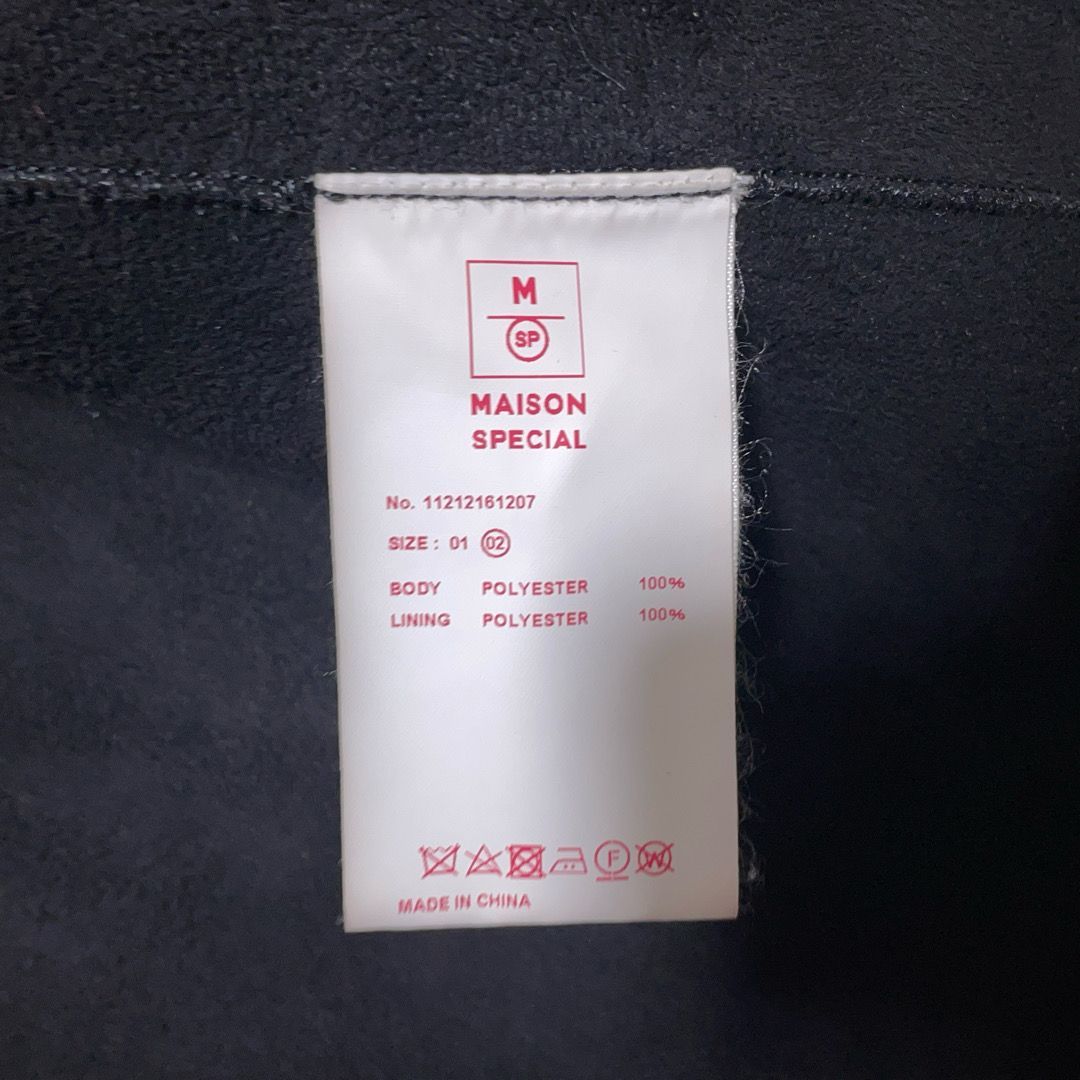 M
SP
MAISON
SPECIAL
No. 11212161207
SIZE : 01 02
BODY POLYESTER 100%
LINING POLYESTER 100%
F W
MADE IN CHINA